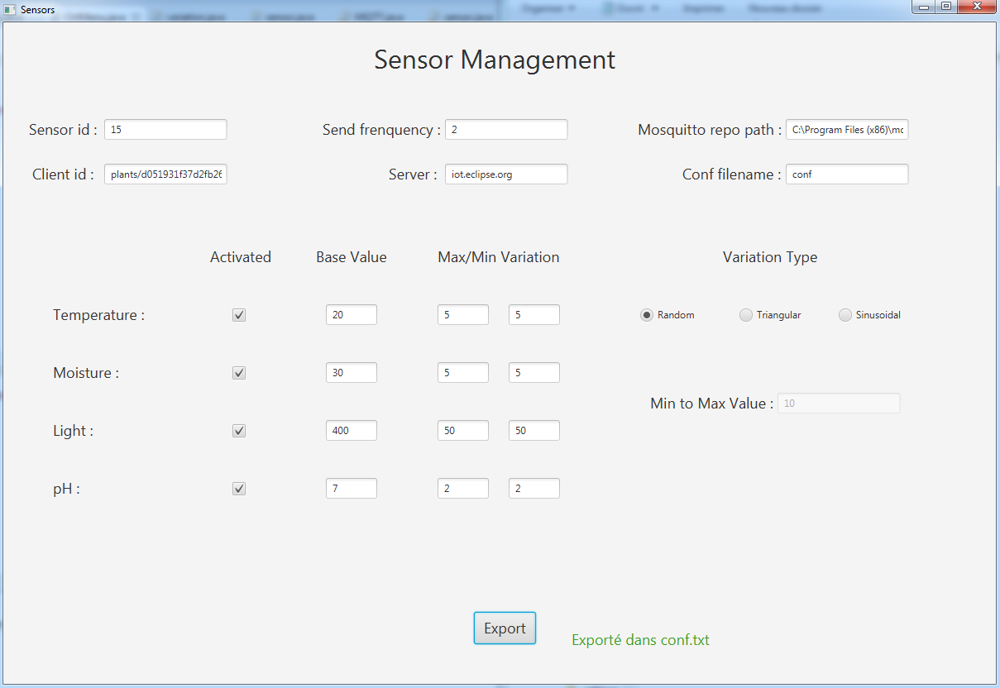 Sensors
Sensor Management
Sensor id : 15 Send frenquency : 2 Mosquitto repo path : C:\Program Files (x86)\mc
Client id : plants/d051931f37d2fb26 Server : iot.eclipse.org Conf filename : conf
Activated Base Value Max/Min Variation Variation Type
Temperature : 20 5 5 Random Triangular Sinusoidal
Moisture : 30 5 5
Min to Max Value : 10
Light : 400 50 50
pH : 7 2 2
Export
Exporté dans conf.txt